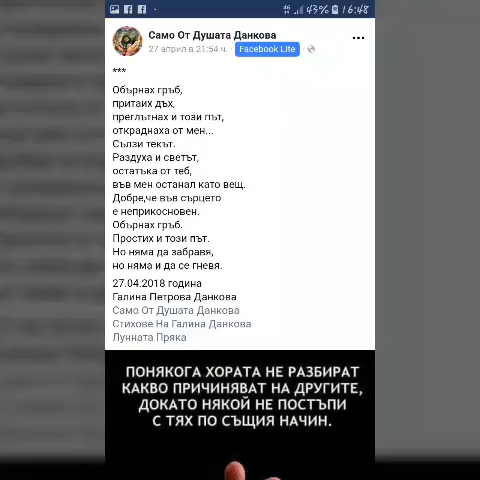 4G 43% 16:48
Само От Душата Данкова
27 април в 21:54 ч. · Facebook Lite ·
***
Обърнах гръб,
притаих дъх,
преглътнах и този път,
откраднаха от мен...
Сълзи текът.
Раздуха и светът,
остатъка от теб,
във мен останал като вещ.
Добре,че във сърцето
е неприкосновен.
Обърнах гръб.
Простих и този път.
Но няма да забравя,
но няма и да се гневя.
27.04.2018 година
Галина Петрова Данкова
Само От Душата Данкова
Стихове На Галина Данкова
Лунната Пряка
ПОНЯКОГА ХОРАТА НЕ РАЗБИРАТ
КАКВО ПРИЧИНЯВАТ НА ДРУГИТЕ,
ДОКАТО НЯКОЙ НЕ ПОСТЪПИ
С ТЯХ ПО СЪЩИЯ НАЧИН.